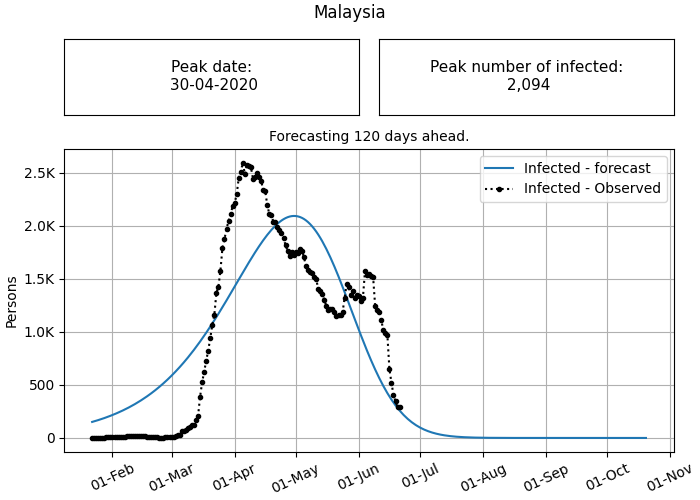 Malaysia
Peak date:
30-04-2020
Peak number of infected:
2,094
Forecasting 120 days ahead.
Infected - forecast
Infected - Observed
2.5K
2.0K
1.5K
1.0K
500
0
Persons
01-Feb
01-Mar
01-Apr
01-May
01-Jun
01-Jul
01-Aug
01-Sep
01-Oct
01-Nov